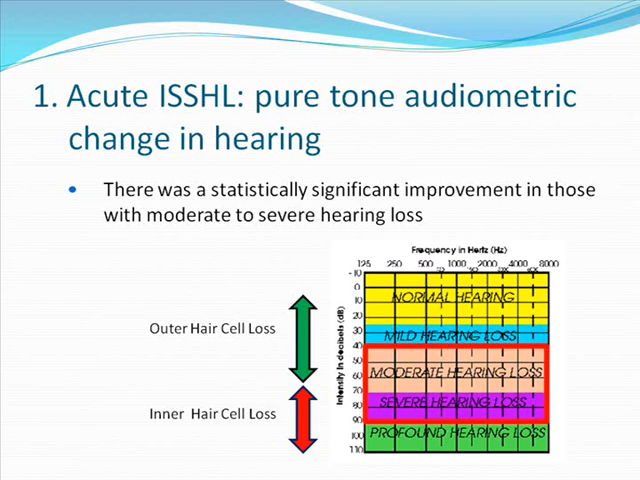 1. Acute ISSHL: pure tone audiometric
change in hearing
• There was a statistically significant improvement in those
with moderate to severe hearing loss
Frequency in Hertz (Hz)
125 250 500 1000 2000 4000 8000
Intensity in decibels (dB)
-10
0
10
20
30
40
50
60
70
80
90
100
110
NORMAL HEARING
MILD HEARING LOSS
MODERATE HEARING LOSS
SEVERE HEARING LOSS
PROFOUND HEARING LOSS
Outer Hair Cell Loss
Inner Hair Cell Loss